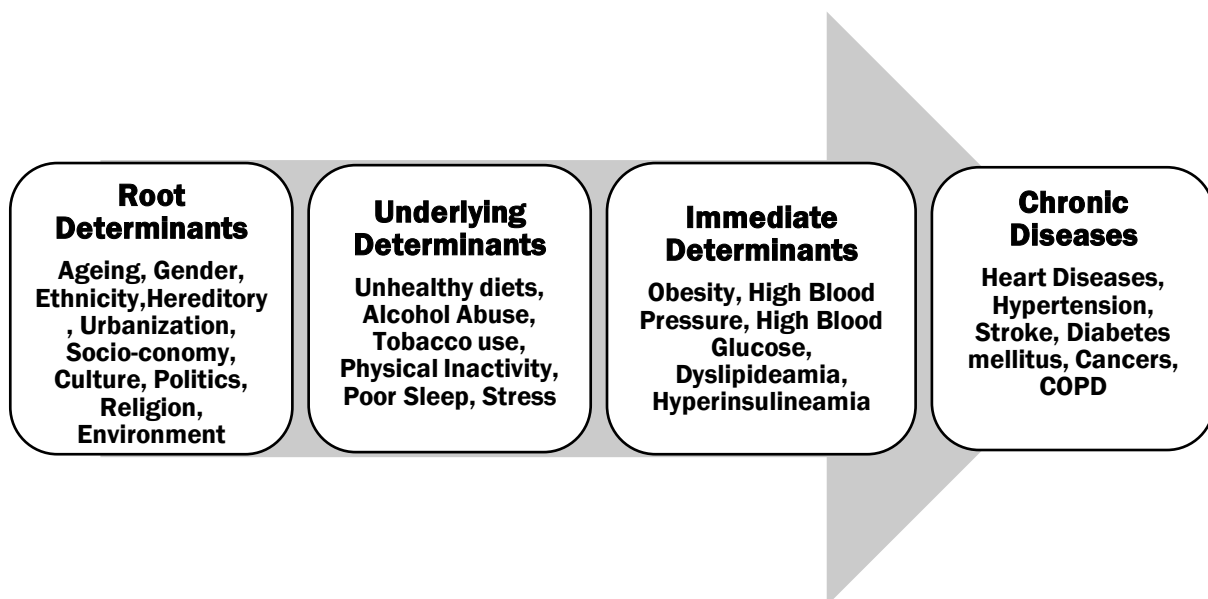 Root
Determinants
Ageing, Gender,
Ethnicity,Hereditory
, Urbanization,
Socio-conomy,
Culture, Politics,
Religion,
Environment
Underlying
Determinants
Unhealthy diets,
Alcohol Abuse,
Tobacco use,
Physical Inactivity,
Poor Sleep, Stress
Immediate
Determinants
Obesity, High Blood
Pressure, High Blood
Glucose,
Dyslipideamia,
Hyperinsulineamia
Chronic
Diseases
Heart Diseases,
Hypertension,
Stroke, Diabetes
mellitus, Cancers,
COPD